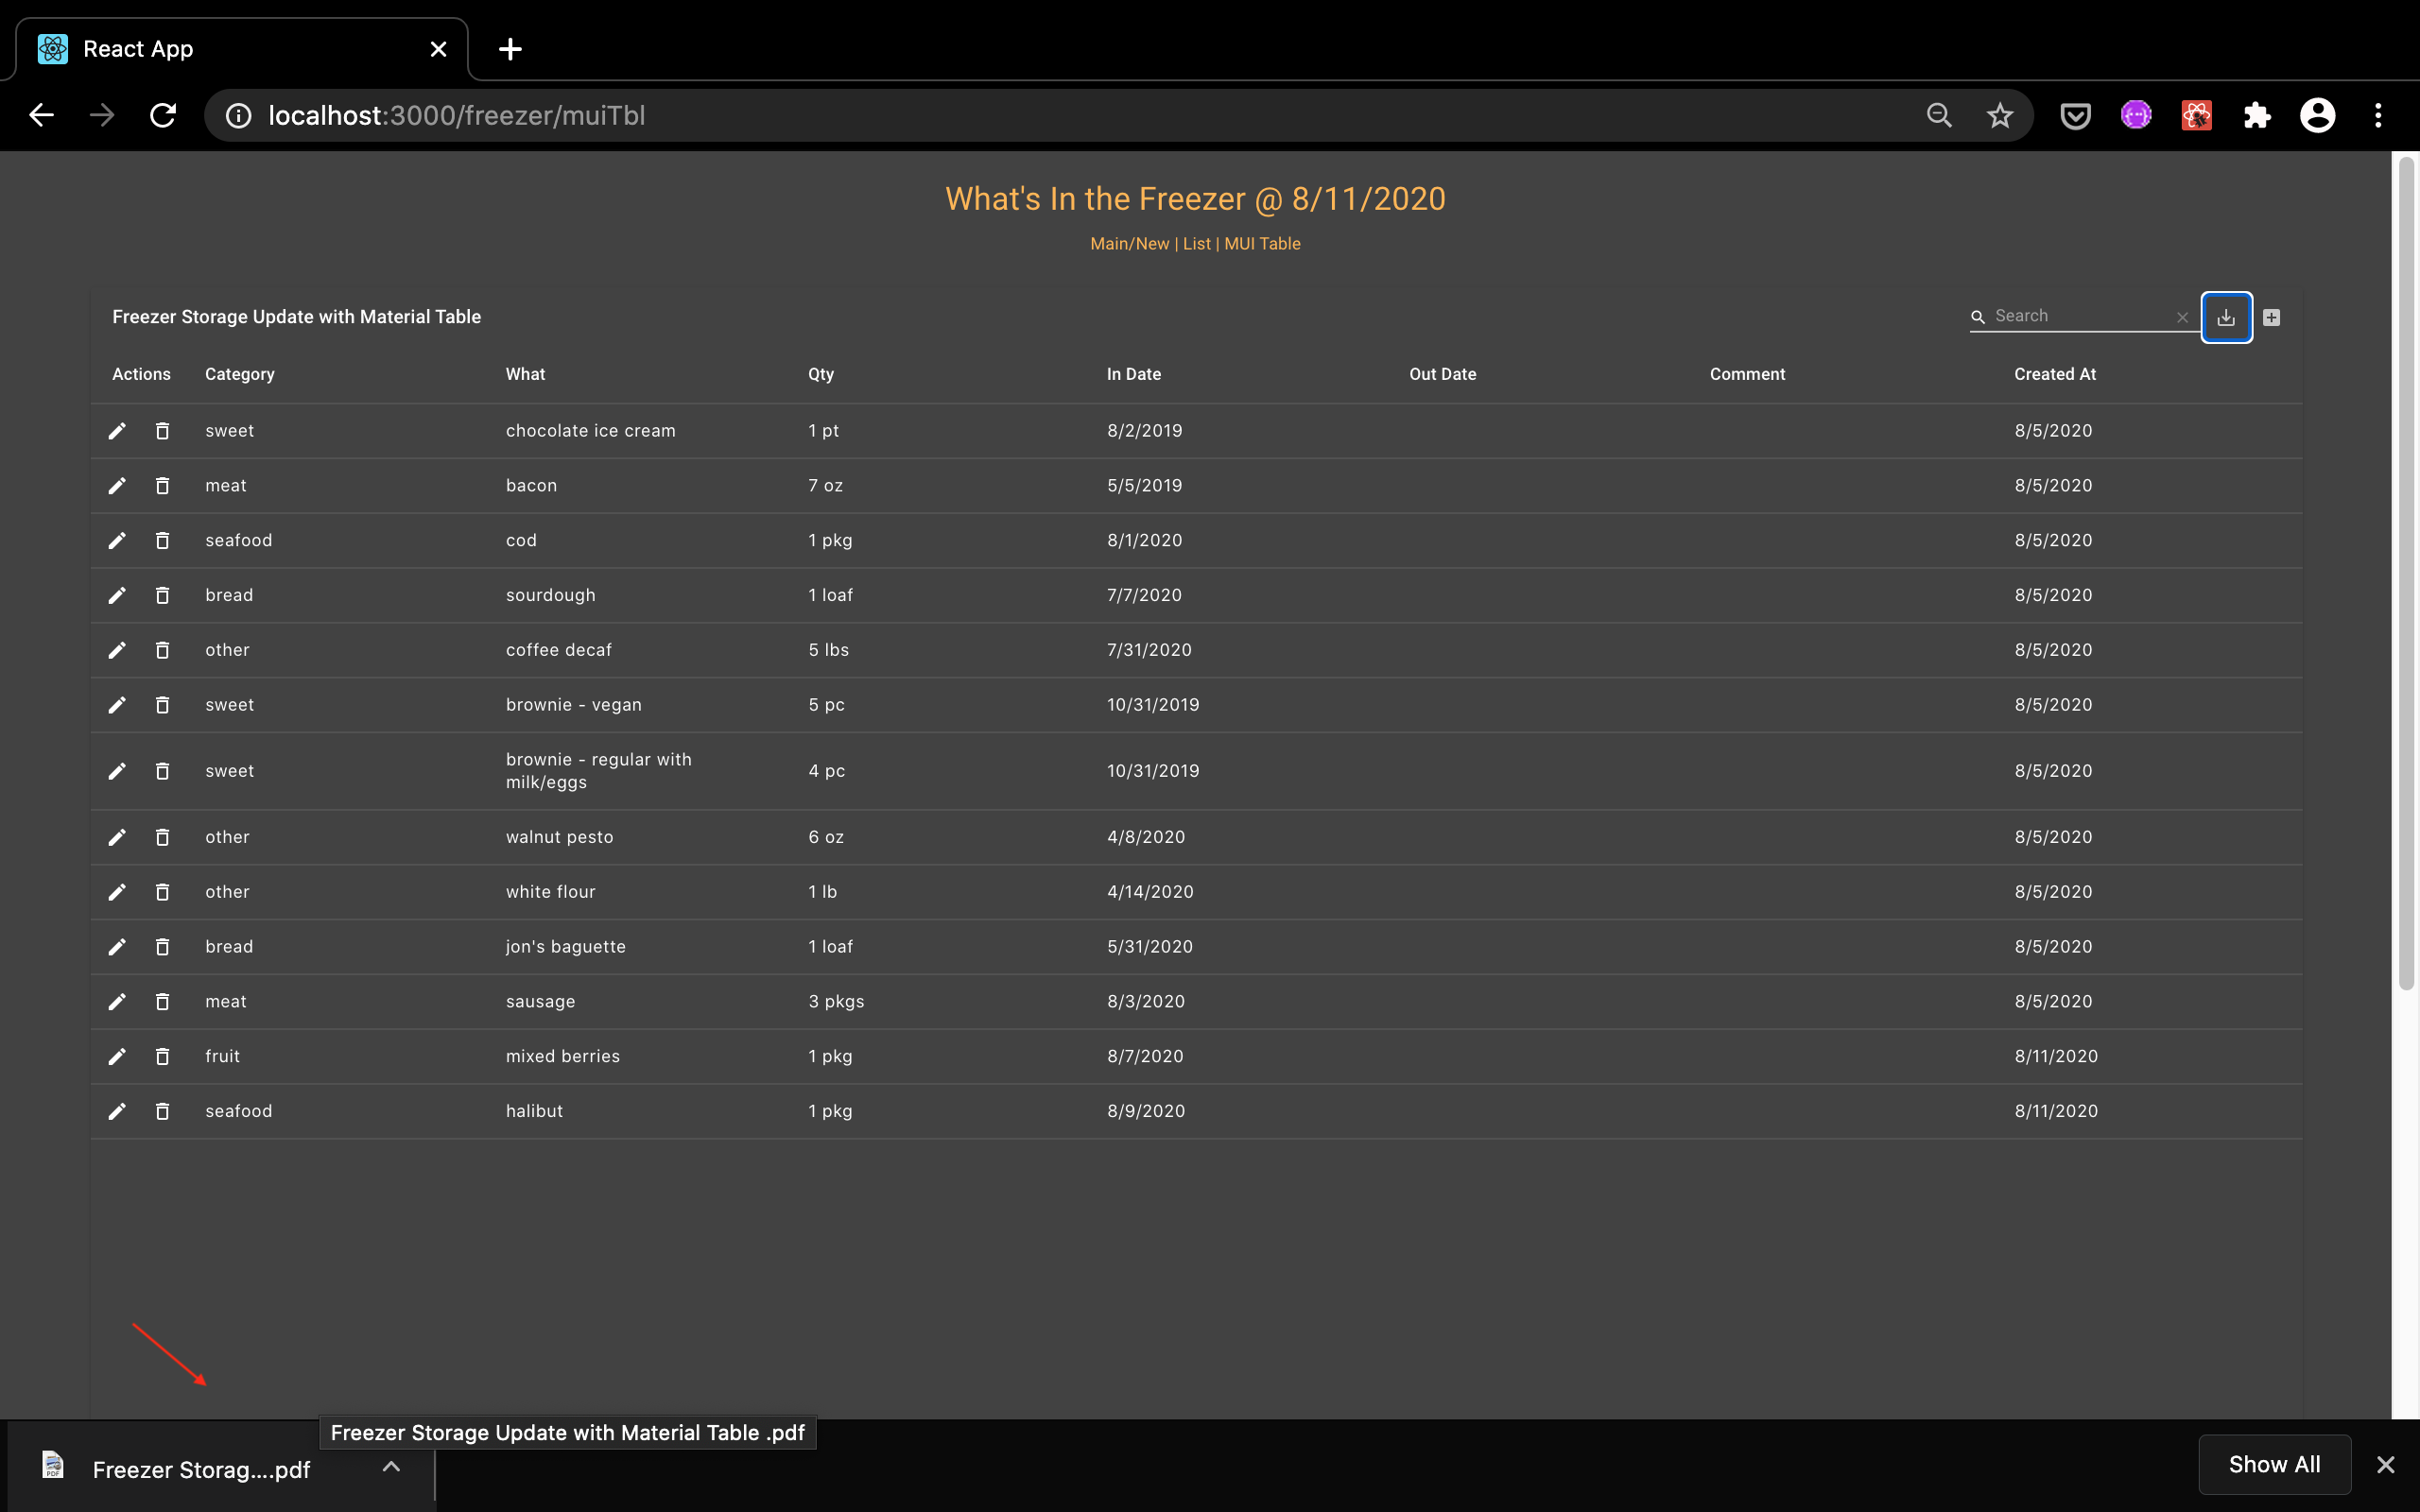 React App
localhost:3000/freezer/muiTbl
What's In the Freezer @ 8/11/2020
Main/New | List | MUI Table
Freezer Storage Update with Material Table
Search
Actions Category What Qty In Date Out Date Comment Created At
sweet chocolate ice cream 1 pt 8/2/2019 8/5/2020
meat bacon 7 oz 5/5/2019 8/5/2020
seafood cod 1 pkg 8/1/2020 8/5/2020
bread sourdough 1 loaf 7/7/2020 8/5/2020
other coffee decaf 5 lbs 7/31/2020 8/5/2020
sweet brownie - vegan 5 pc 10/31/2019 8/5/2020
sweet brownie - regular with milk/eggs 4 pc 10/31/2019 8/5/2020
other walnut pesto 6 oz 4/8/2020 8/5/2020
other white flour 1 lb 4/14/2020 8/5/2020
bread jon's baguette 1 loaf 5/31/2020 8/5/2020
meat sausage 3 pkgs 8/3/2020 8/5/2020
fruit mixed berries 1 pkg 8/7/2020 8/11/2020
seafood halibut 1 pkg 8/9/2020 8/11/2020
Freezer Storage Update with Material Table .pdf
PDF
Freezer Storag....pdf
Show All